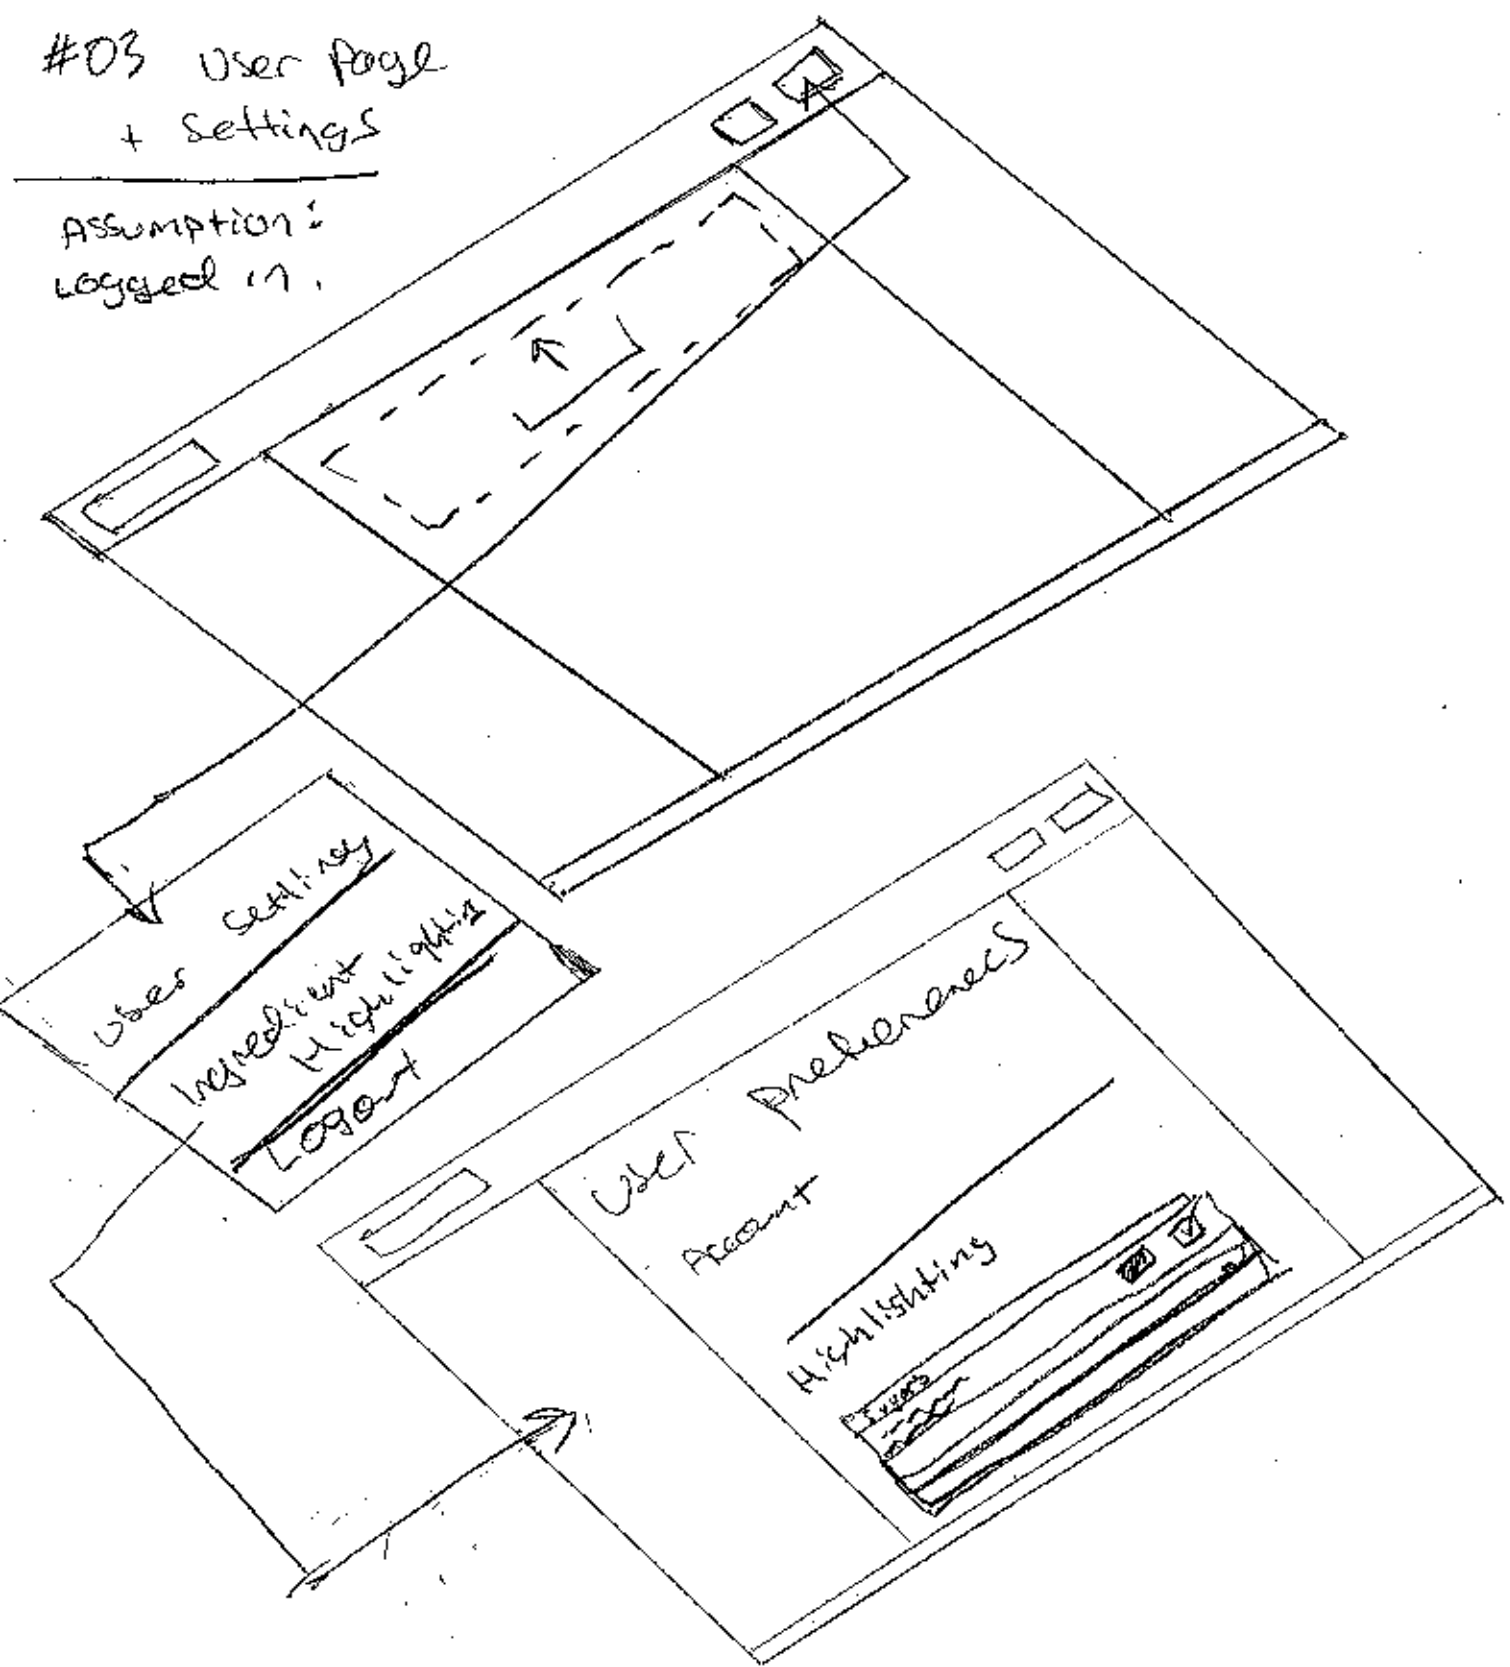 #03 User Page
+ Settings
Assumption:
Logged in.
User Settings
Ingredient
Highlighting
Logout
User Preferences
Account
Highlighting